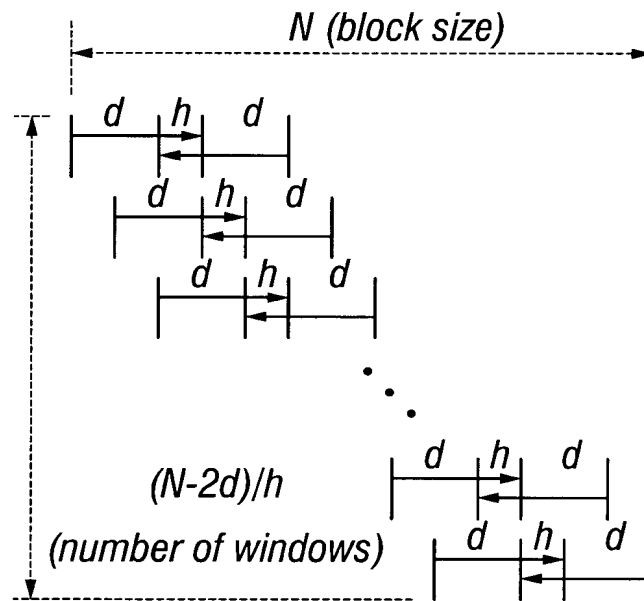 N (block size)
d h d
d h d
d h d
d h d
(N-2d)/h
d h d
(number of windows)